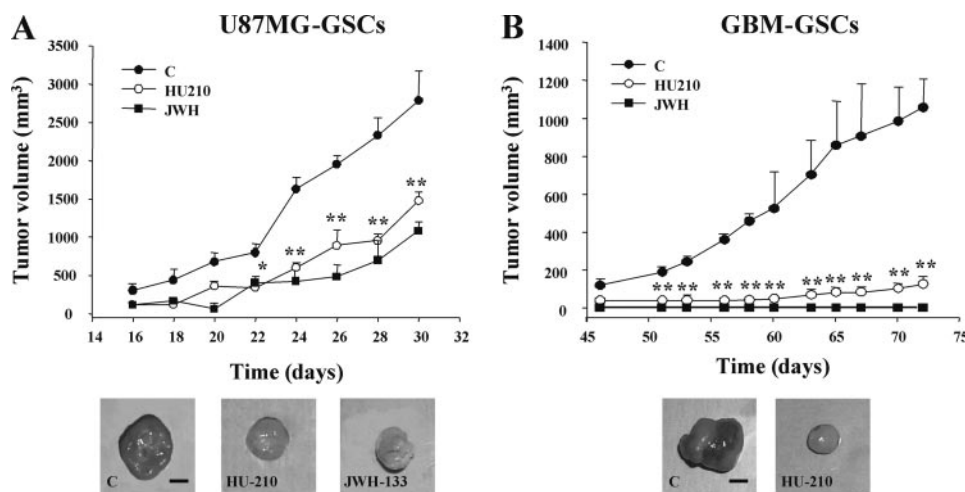 A
U87MG-GSCs
3500
3000
2500
2000
1500
1000
500
0
Tumor volume (mm³)
C
HU210
JWH
*
**
**
**
**
14 16 18 20 22 24 26 28 30 32
Time (days)
C
HU-210
JWH-133
B
GBM-GSCs
1400
1200
1000
800
600
400
200
0
Tumor volume (mm³)
C
HU210
JWH
** ** ** ** ** ** ** ** ** **
45 50 55 60 65 70 75
Time (days)
C
HU-210